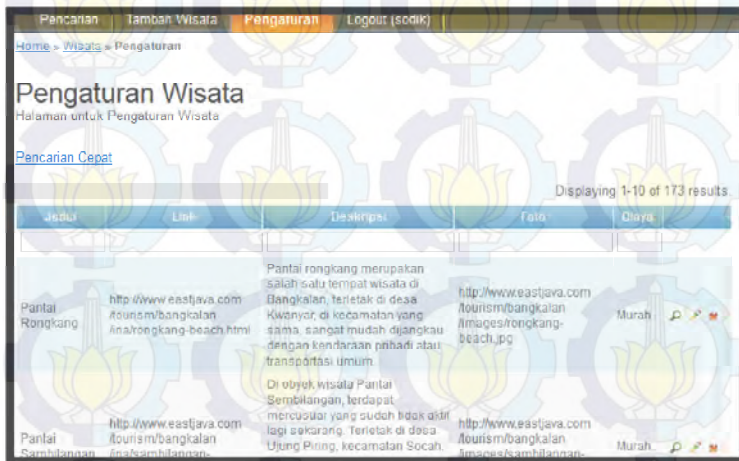 Pencarian Tambah Wisata Pengaturan Logout (sodik)
Home » Wisata » Pengaturan
Pengaturan Wisata
Halaman untuk Pengaturan Wisata
Pencarian Cepat
Displaying 1-10 of 173 results.
Judul Link Deskripsi Foto Biaya
Pantai
Rongkang
http://www.eastjava.com
/tourism/bangkalan
/ina/rongkang-beach.html
Pantai rongkang merupakan
salah satu tempat wisata di
Bangkalan, terletak di desa
Kwanyar, di kecamatan yang
sama, sangat mudah dijangkau
dengan kendaraan pribadi atau
transportasi umum.
http://www.eastjava.com
/tourism/bangkalan
/images/rongkang-
beach.jpg
Murah
Pantai
Sambilangan
http://www.eastjava.com
/tourism/bangkalan
/ina/sambilangan-
Di obyek wisata Pantai
Sembilangan, terdapat
mercusuar yang sudah tidak aktif
lagi sekarang. Terletak di desa
Ujung Piring, kecamatan Socah,
http://www.eastjava.com
/tourism/bangkalan
/images/sambilangan-
Murah